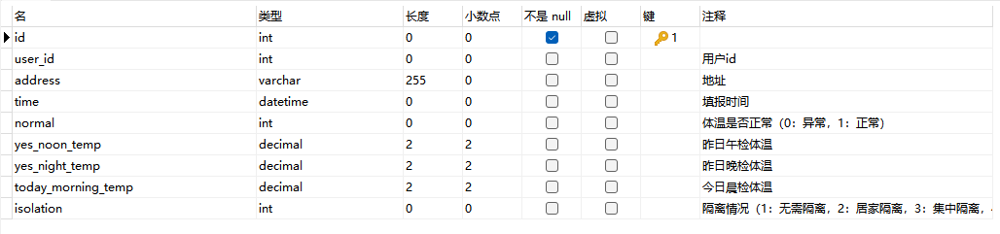 名 类型 长度 小数点 不是 null 虚拟 键 注释
id int 0 0 1
user_id int 0 0 用户id
address varchar 255 0 地址
time datetime 0 0 填报时间
normal int 0 0 体温是否正常（0：异常，1：正常）
yes_noon_temp decimal 2 2 昨日午检体温
yes_night_temp decimal 2 2 昨日晚检体温
today_morning_temp decimal 2 2 今日晨检体温
isolation int 0 0 隔离情况（1：无需隔离，2：居家隔离，3：集中隔离，